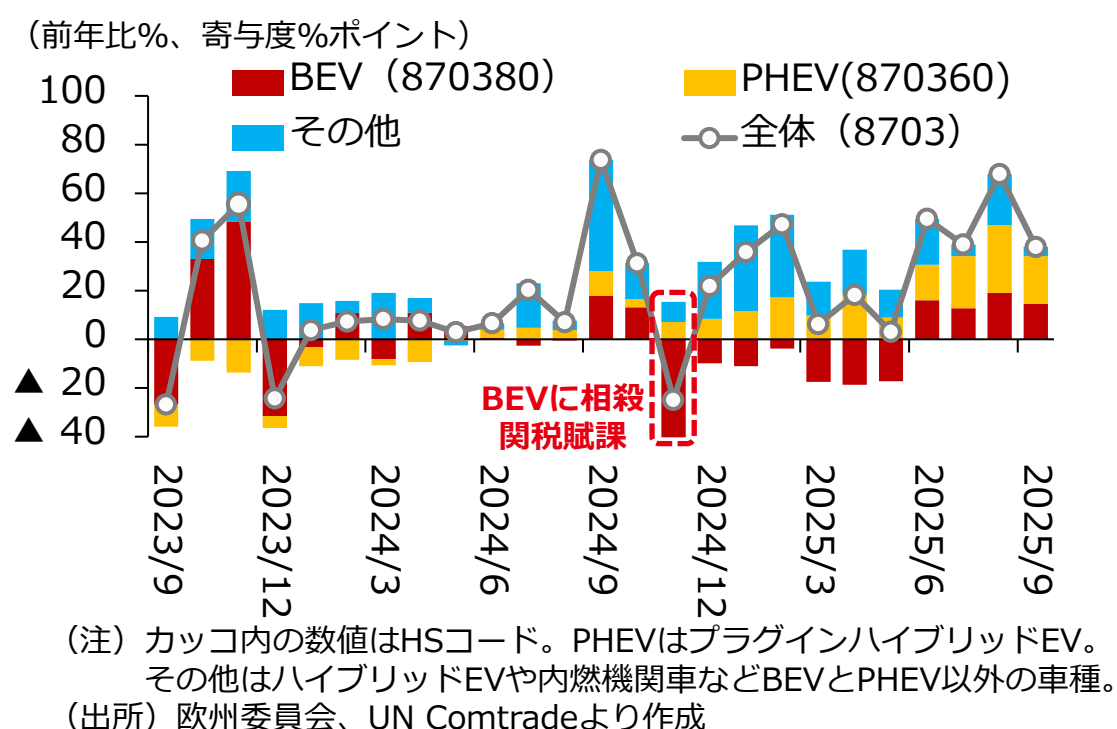 （前年比%、寄与度%ポイント）
BEV（870380） PHEV(870360)
その他 全体（8703）
100
80
60
40
20
0
▲ 20
▲ 40
BEVに相殺
関税賦課
2023/9 2023/12 2024/3 2024/6 2024/9 2024/12 2025/3 2025/6 2025/9
（注）カッコ内の数値はHSコード。PHEVはプラグインハイブリッドEV。
その他はハイブリッドEVや内燃機関車などBEVとPHEV以外の車種。
（出所）欧州委員会、UN Comtradeより作成